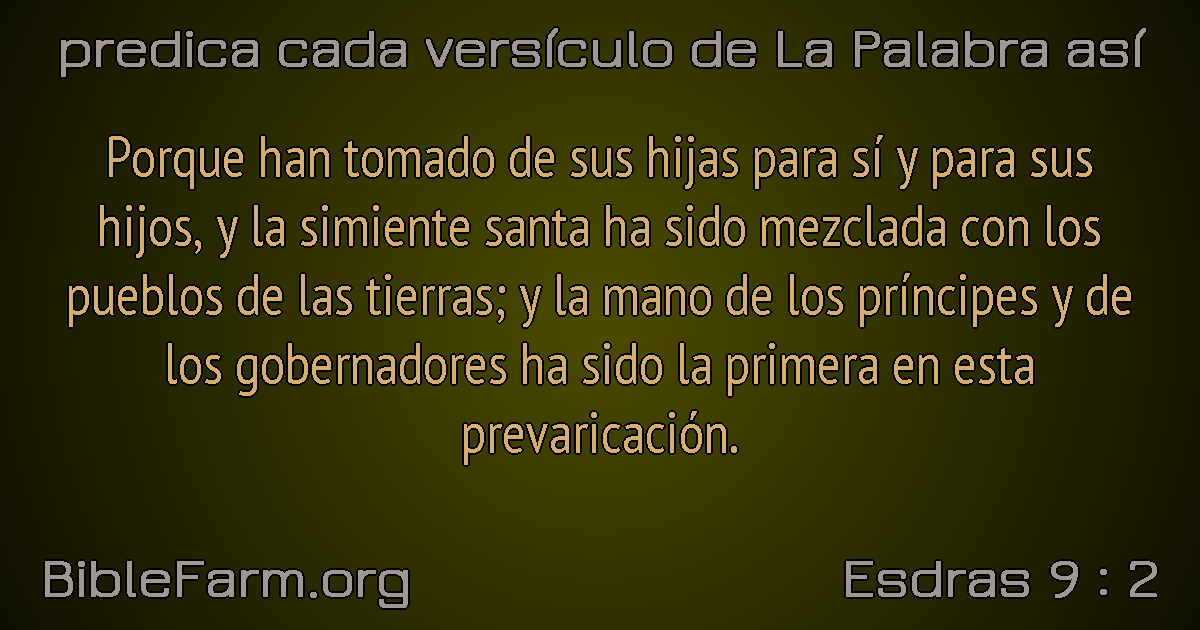 predica cada versículo de La Palabra así
Porque han tomado de sus hijas para sí y para sus
hijos, y la simiente santa ha sido mezclada con los
pueblos de las tierras; y la mano de los príncipes y de
los gobernadores ha sido la primera en esta
prevaricación.
BibleFarm.org
Esdras 9 : 2